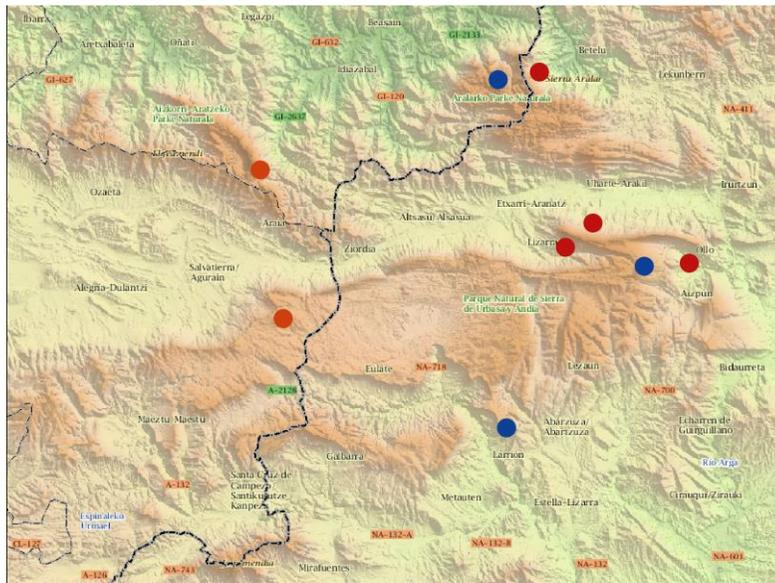 Ibarra
Legazpi
Beasain
Aretxabaleta
Oñati
GI-632
GI-2133
Betelu
GI-627
Idiazabal
Sierra Aralar
Lekunberri
GI-120
Aralarko Parke Naturala
Aizkorri-Aratzeko
Parke Naturala
GI-2637
NA-411
Ozaeta
Uharte-Arakil
Irurtzun
Etxarri-Aranatz
Araia
Altsasu/Alsasua
Ziordia
Lizarra
Ollo
Salvatierra/
Agurain
Alegría-Dulantzi
Aizpun
Parque Natural de Sierra
de Urbasa y Andia
Eulate
NA-718
Lezaun
Bidaurreta
A-2128
NA-700
Maeztu/Maestu
Abárzuza/
Abartzuza
Echarren de
Guirguillano
Galbarra
Larrión
Río Arga
A-132
Santa Cruz de
Campezo/
Santikurutze
Kanpezu
Metauten
Estella-Lizarra
Cirauqui/Zirauki
Espinaleko
Urmael
CL-127
NA-132-A
NA-132-B
NA-132
NA-601
A-126
NA-743
Mirafuentes